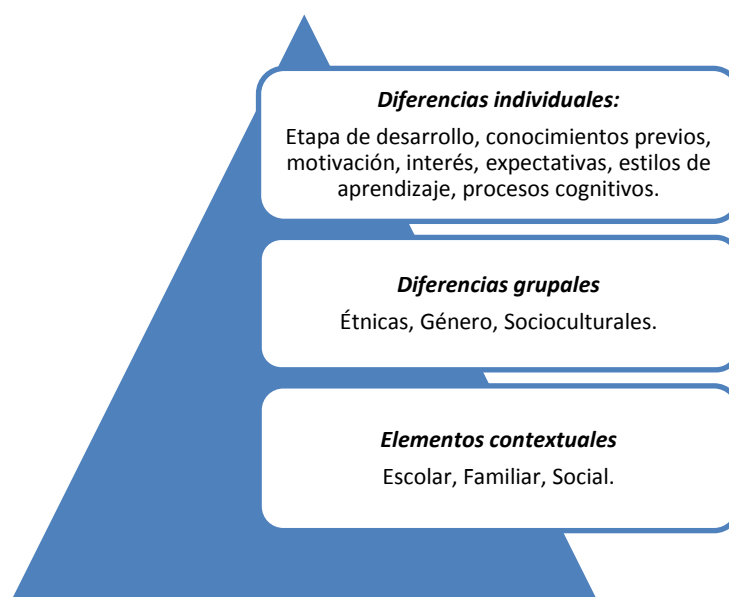 Diferencias individuales:
Etapa de desarrollo, conocimientos previos,
motivación, interés, expectativas, estilos de
aprendizaje, procesos cognitivos.
Diferencias grupales
Étnicas, Género, Socioculturales.
Elementos contextuales
Escolar, Familiar, Social.